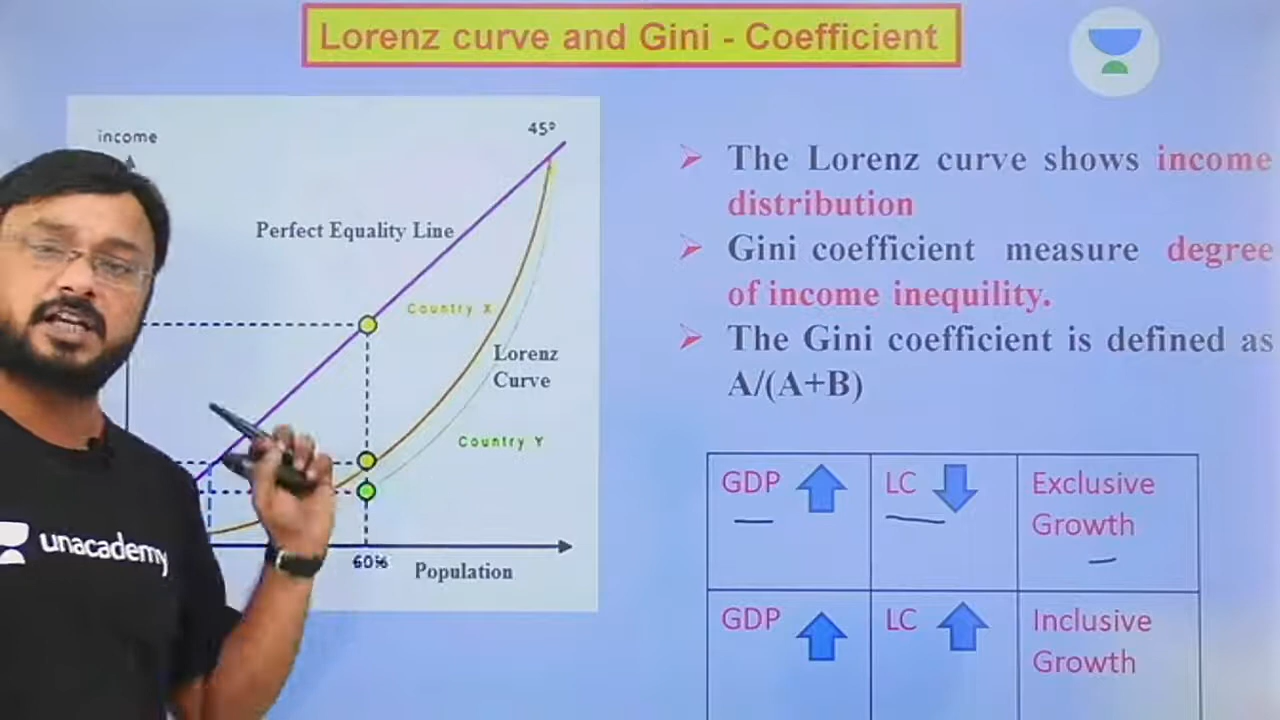 Lorenz curve and Gini - Coefficient
income
45º
Perfect Equality Line
Country X
Lorenz
Curve
Country Y
60%
Population
The Lorenz curve shows income
distribution
Gini coefficient measure degree
of income inequility.
The Gini coefficient is defined as
A/(A+B)
GDP LC Exclusive
Growth
GDP LC Inclusive
Growth
unacademy